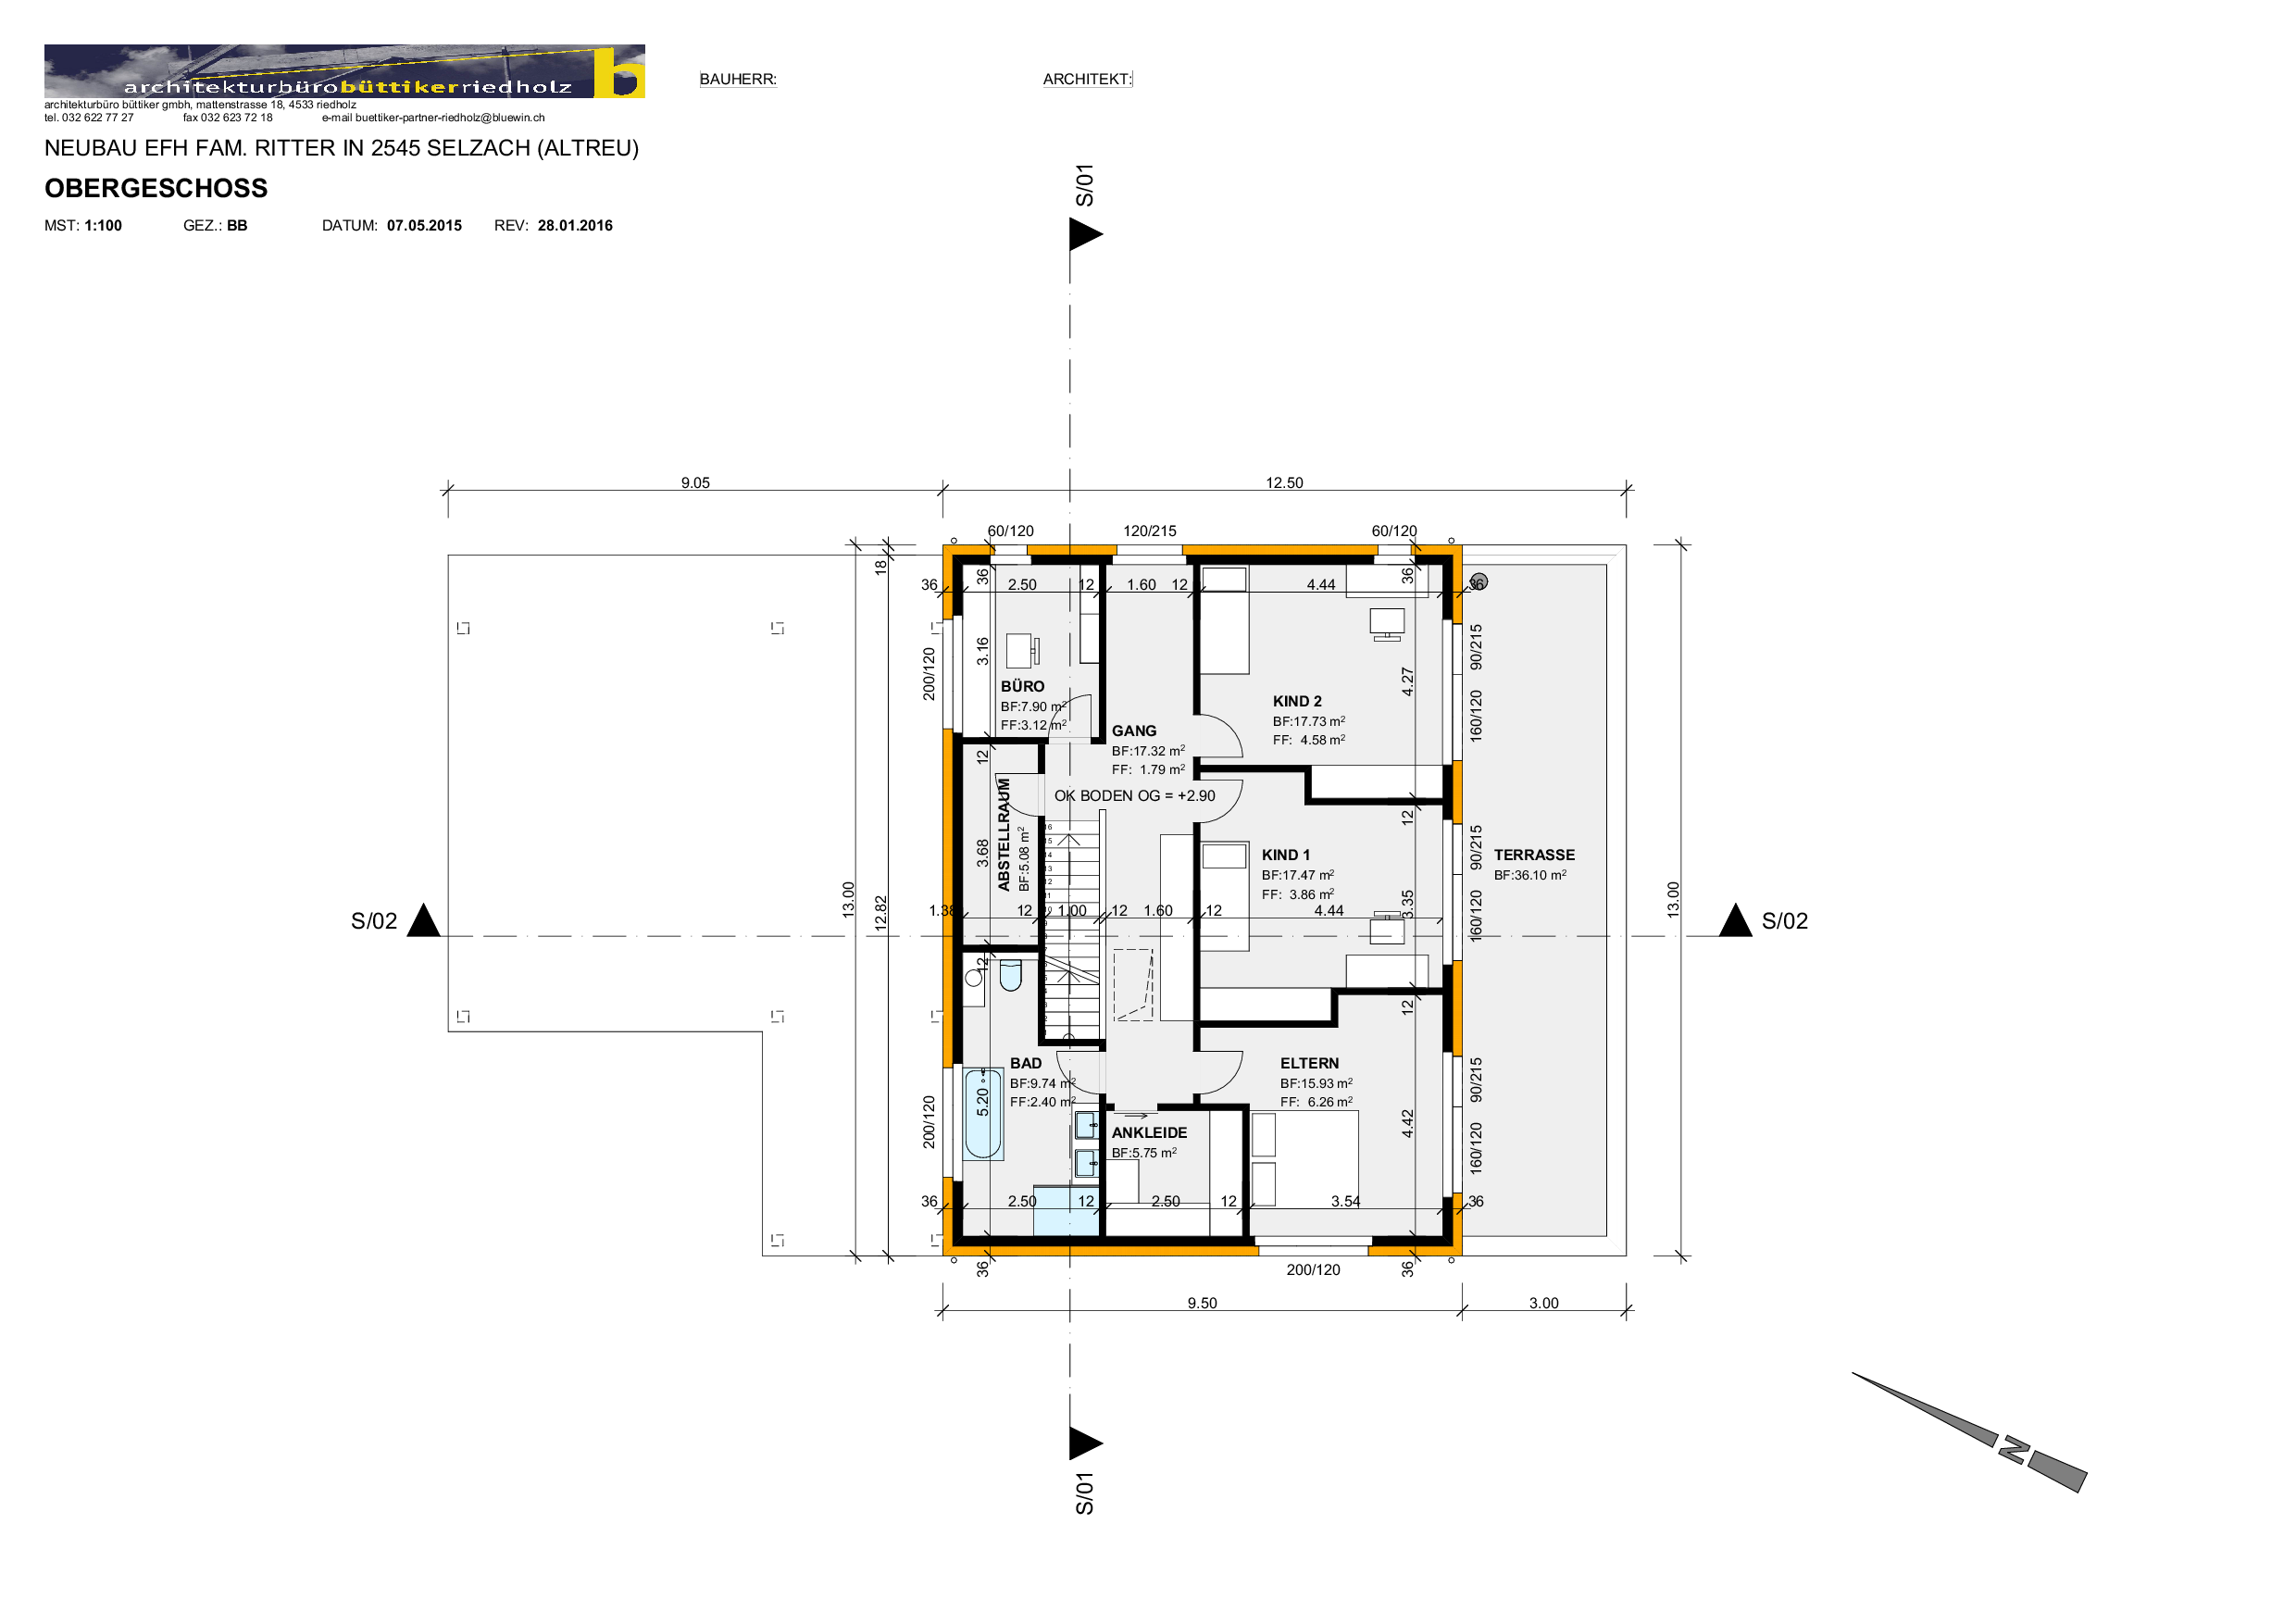 architekturbürobüttikerriedholz
b
architekturbüro büttiker gmbh, mattenstrasse 18, 4533 riedholz
tel. 032 622 77 27 fax 032 623 72 18 e-mail buettiker-partner-riedholz@bluewin.ch
NEUBAU EFH FAM. RITTER IN 2545 SELZACH (ALTREU)
OBERGESCHOSS
MST: 1:100 GEZ.: BB DATUM: 07.05.2015 REV: 28.01.2016
BAUHERR:
ARCHITEKT:
S/01
9.05
12.50
60/120
120/215
60/120
18
36
36
36
2.50
12
1.60
12
4.44
36
200/120
3.16
BÜRO
BF:7.90 m²
FF:3.12 m²
12
GANG
BF:17.32 m²
FF: 1.79 m²
OK BODEN OG = +2.90
KIND 2
BF:17.73 m²
FF: 4.58 m²
4.27
90/215
160/120
ABSTELLRAUM
BF:5.08 m²
3.68
16
15
14
13
12
11
10
12
KIND 1
BF:17.47 m²
FF: 3.86 m²
3.35
90/215
160/120
TERRASSE
BF:36.10 m²
13.00
12.82
13.00
1.38
12
1.00
12
1.60
12
4.44
S/02
S/02
12
12
BAD
BF:9.74 m²
FF:2.40 m²
5.20
200/120
ELTERN
BF:15.93 m²
FF: 6.26 m²
4.42
90/215
160/120
ANKLEIDE
BF:5.75 m²
36
2.50
12
2.50
12
3.54
36
36
36
200/120
9.50
3.00
S/01
N